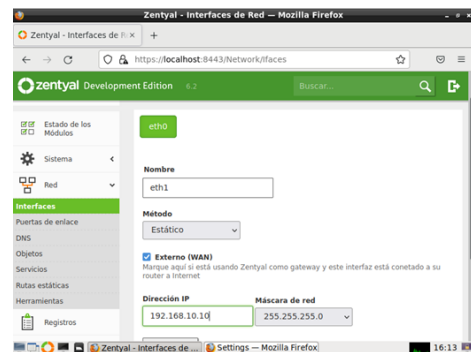 Zentyal - Interfaces de Red — Mozilla Firefox
Zentyal - Interfaces de R
https://localhost:8443/Network/Ifaces
zentyal Development Edition 6.2
Buscar...
Estado de los
Módulos
Sistema
Red
Interfaces
Puertas de enlace
DNS
Objetos
Servicios
Rutas estáticas
Herramientas
Registros
eth0
Nombre
eth1
Método
Estático
Externo (WAN)
Marque aquí si está usando Zentyal como gateway y este interfaz está conetado a su
router a Internet
Dirección IP
Máscara de red
192.168.10.10
255.255.255.0
Zentyal - Interfaces de ...
Settings — Mozilla Firefox
16:13